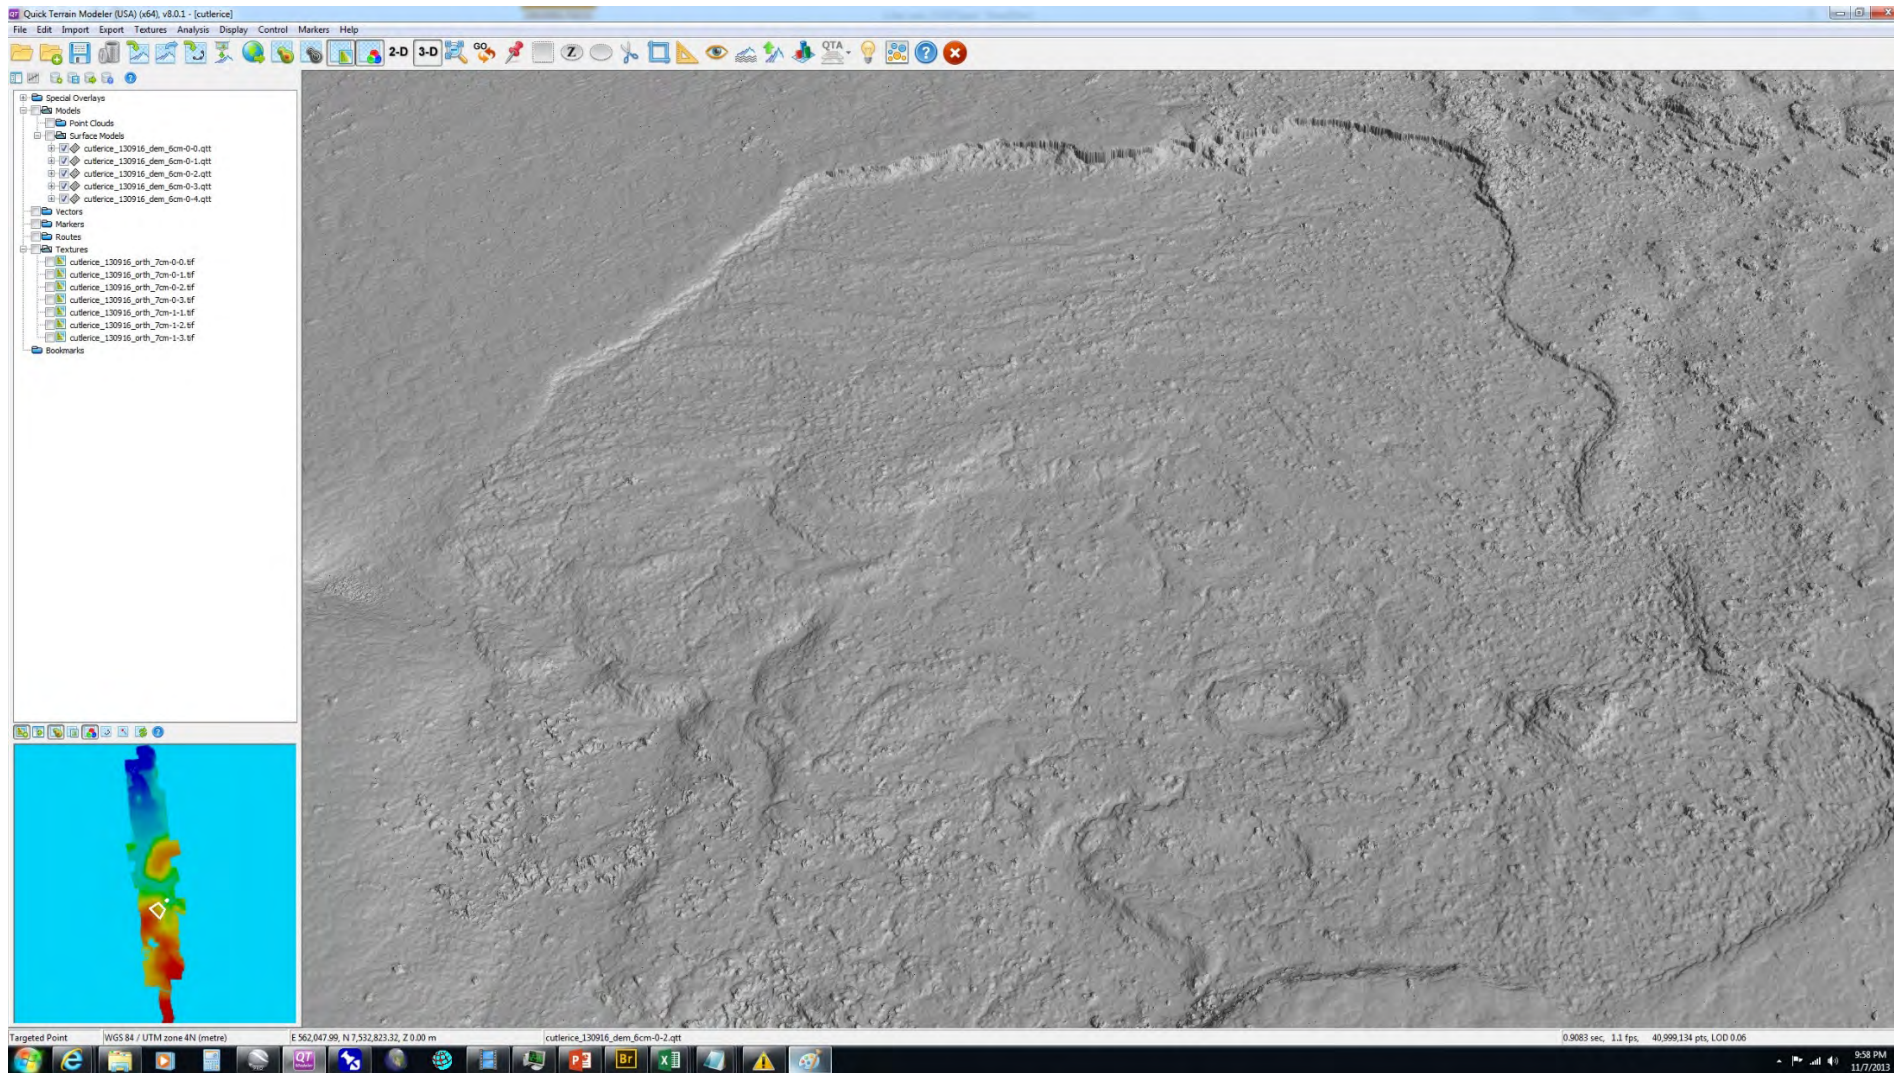 Quick Terrain Modeler (USA) (x64), v8.0.1 - [cutlerice]
File Edit Import Export Textures Analysis Display Control Markers Help
2-D 3-D GO Z QTA
Special Overlays
Models
Point Clouds
Surface Models
cutlerice_130916_dem_6cm-0-0.qtt
cutlerice_130916_dem_6cm-0-1.qtt
cutlerice_130916_dem_6cm-0-2.qtt
cutlerice_130916_dem_6cm-0-3.qtt
cutlerice_130916_dem_6cm-0-4.qtt
Vectors
Markers
Routes
Textures
cutlerice_130916_orth_7cm-0-0.tif
cutlerice_130916_orth_7cm-0-1.tif
cutlerice_130916_orth_7cm-0-2.tif
cutlerice_130916_orth_7cm-0-3.tif
cutlerice_130916_orth_7cm-1-1.tif
cutlerice_130916_orth_7cm-1-2.tif
cutlerice_130916_orth_7cm-1-3.tif
Bookmarks
Targeted Point WGS 84 / UTM zone 4N (metre) E 562,047.99, N 7,532,823.32, Z 0.00 m cutlerice_130916_dem_6cm-0-2.qtt 0.9083 sec, 1.1 fps, 40,999,134 pts, LOD 0.06
QT Modeler Br 9:58 PM
11/7/2013